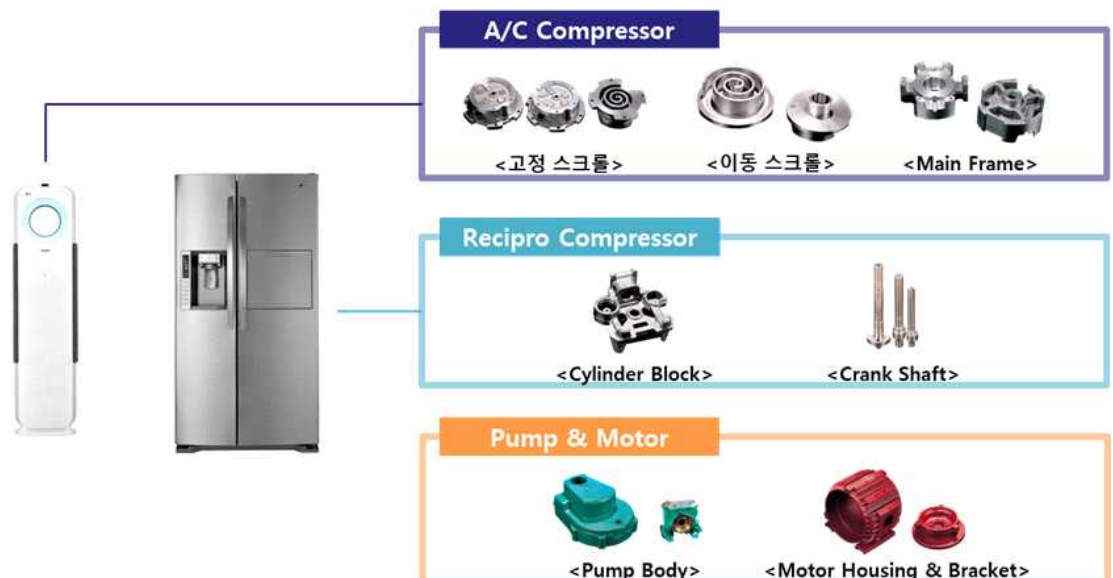 A/C Compressor
<고정 스크롤>
<이동 스크롤>
<Main Frame>
Recipro Compressor
<Cylinder Block>
<Crank Shaft>
Pump & Motor
<Pump Body>
<Motor Housing & Bracket>